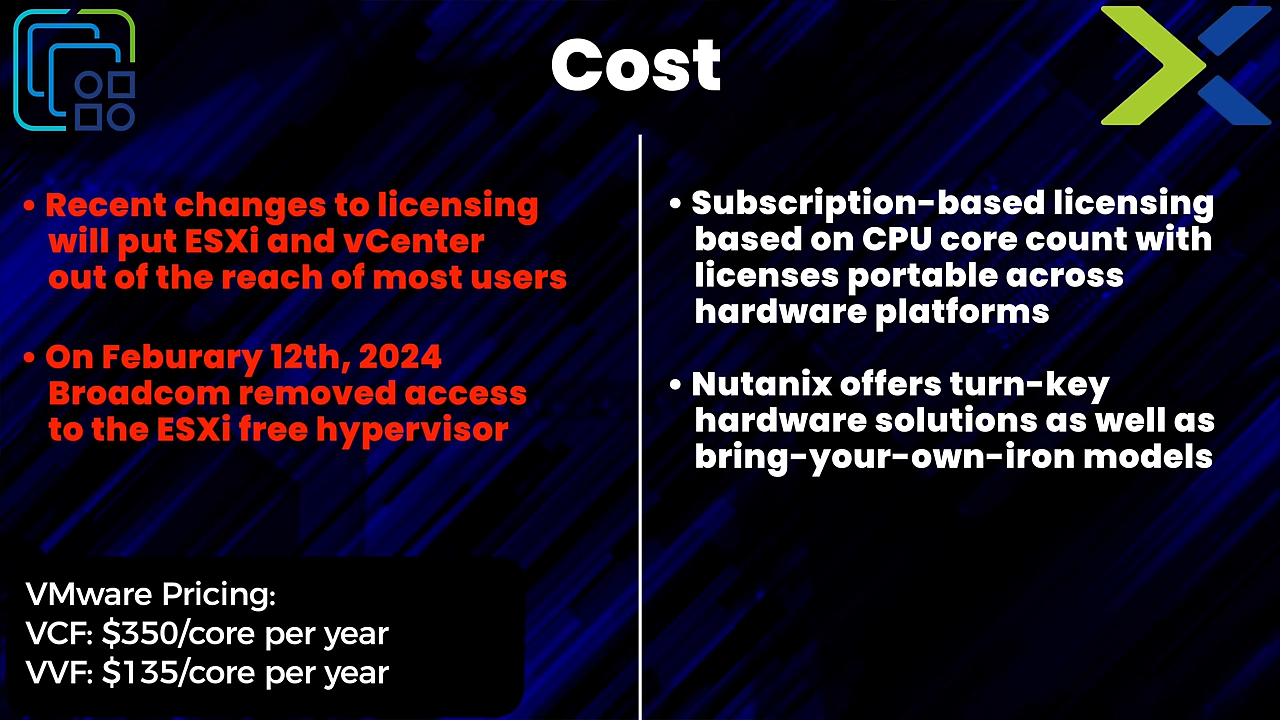 Cost
• Recent changes to licensing
will put ESXi and vCenter
out of the reach of most users
• On Feburary 12th, 2024
Broadcom removed access
to the ESXi free hypervisor
VMware Pricing:
VCF: $350/core per year
VVF: $135/core per year
• Subscription-based licensing
based on CPU core count with
licenses portable across
hardware platforms
• Nutanix offers turn-key
hardware solutions as well as
bring-your-own-iron models